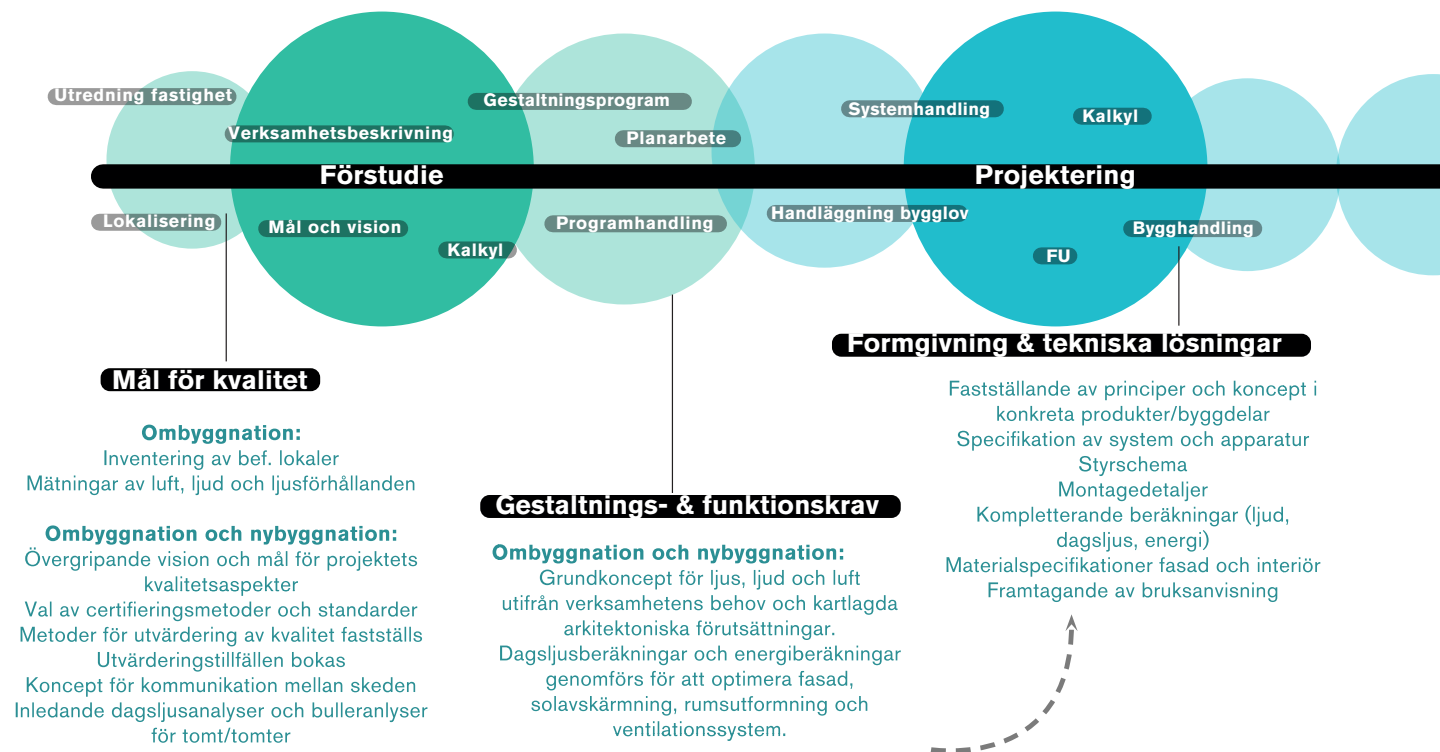 Utredning fastighet
Verksamhetsbeskrivning
Gestaltningsprogram
Planarbete
Systemhandling
Kalkyl
Förstudie
Projektering
Lokalisering
Mål och vision
Kalkyl
Programhandling
Handläggning bygglov
FU
Bygghandling
Mål för kvalitet
Ombyggnation:
Inventering av bef. lokaler
Mätningar av luft, ljud och ljusförhållanden
Ombyggnation och nybyggnation:
Övergripande vision och mål för projektets
kvalitetsaspekter
Val av certifieringsmetoder och standarder
Metoder för utvärdering av kvalitet fastställs
Utvärderingstillfällen bokas
Koncept för kommunikation mellan skeden
Inledande dagsljusanalyser och bulleranlyser
för tomt/tomter
Gestaltnings- & funktionskrav
Ombyggnation och nybyggnation:
Grundkoncept för ljus, ljud och luft
utifrån verksamhetens behov och kartlagda
arkitektoniska förutsättningar.
Dagsljusberäkningar och energiberäkningar
genomförs för att optimera fasad,
solavskärmning, rumsutformning och
ventilationssystem.
Formgivning & tekniska lösningar
Fastställande av principer och koncept i
konkreta produkter/byggdelar
Specifikation av system och apparatur
Styrschema
Montagedetaljer
Kompletterande beräkningar (ljud,
dagsljus, energi)
Materialspecifikationer fasad och interiör
Framtagande av bruksanvisning